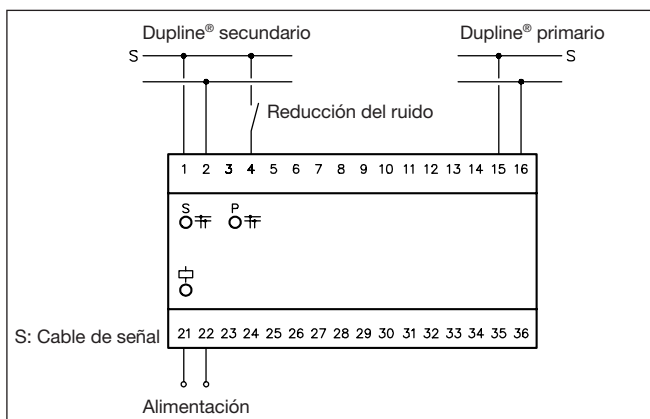 Dupline® secundario
Dupline® primario
S
S
Reducción del ruido
1 2 3 4 5 6 7 8 9 10 11 12 13 14 15 16
S P
S: Cable de señal
21 22 23 24 25 26 27 28 29 30 31 32 33 34 35 36
Alimentación